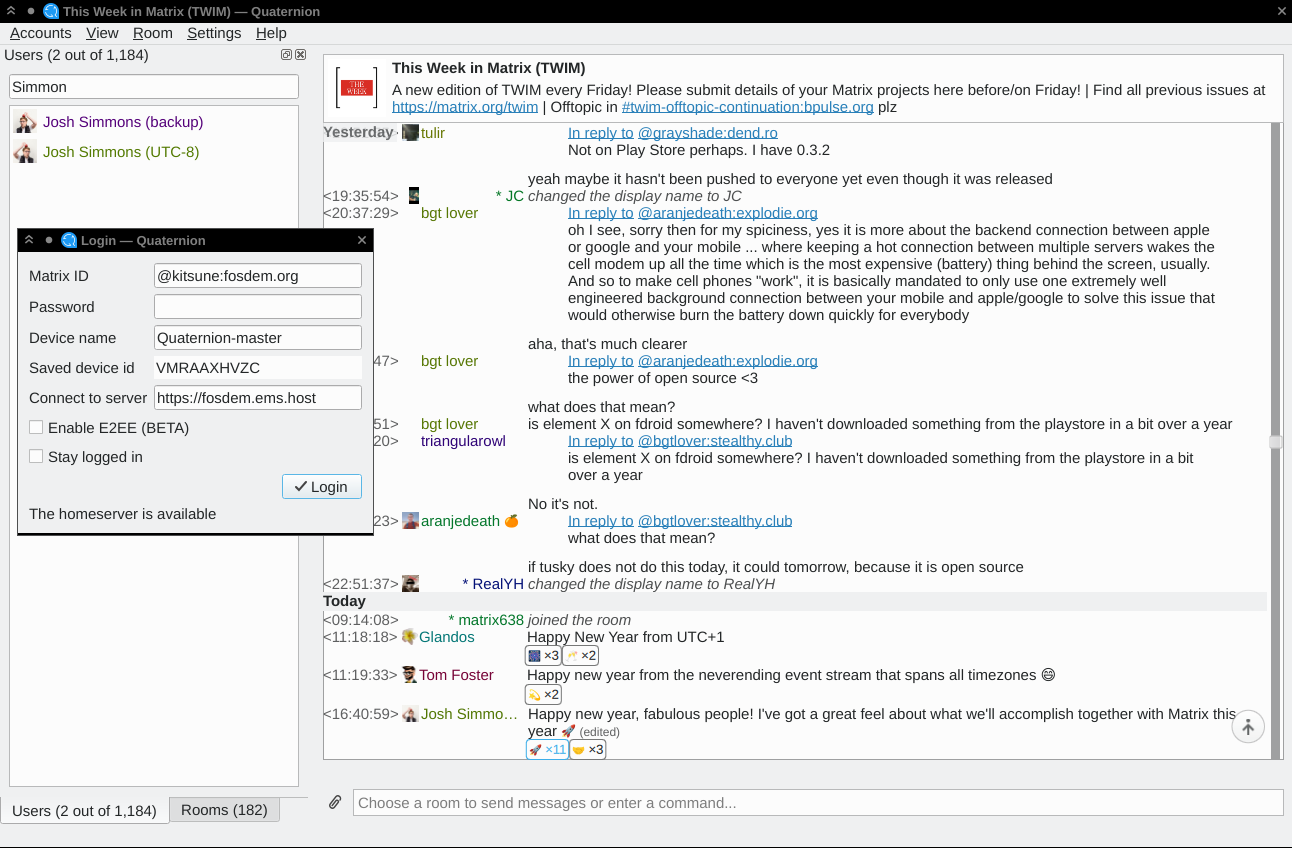 This Week in Matrix (TWIM) — Quaternion
Accounts View Room Settings Help
Users (2 out of 1,184)
Simmon
Josh Simmons (backup)
Josh Simmons (UTC-8)
Login — Quaternion
Matrix ID @kitsune:fosdem.org
Password
Device name Quaternion-master
Saved device id VMRAAXHVZC
Connect to server https://fosdem.ems.host
Enable E2EE (BETA)
Stay logged in
Login
The homeserver is available
Users (2 out of 1,184) Rooms (182)
THE WEEK
This Week in Matrix (TWIM)
A new edition of TWIM every Friday! Please submit details of your Matrix projects here before/on Friday! | Find all previous issues at
https://matrix.org/twim | Offtopic in #twim-offtopic-continuation:bpulse.org plz
Yesterday tulir In reply to @grayshade:dend.ro
Not on Play Store perhaps. I have 0.3.2
yeah maybe it hasn't been pushed to everyone yet even though it was released
<19:35:54> * JC changed the display name to JC
<20:37:29> bgt lover In reply to @aranjedeath:explodie.org
oh I see, sorry then for my spiciness, yes it is more about the backend connection between apple
or google and your mobile ... where keeping a hot connection between multiple servers wakes the
cell modem up all the time which is the most expensive (battery) thing behind the screen, usually.
And so to make cell phones "work", it is basically mandated to only use one extremely well
engineered background connection between your mobile and apple/google to solve this issue that
would otherwise burn the battery down quickly for everybody
aha, that's much clearer
47> bgt lover In reply to @aranjedeath:explodie.org
the power of open source <3
what does that mean?
51> bgt lover is element X on fdroid somewhere? I haven't downloaded something from the playstore in a bit over a year
20> triangularowl In reply to @bgtlover:stealthy.club
is element X on fdroid somewhere? I haven't downloaded something from the playstore in a bit
over a year
No it's not.
23> aranjedeath 🍊 In reply to @bgtlover:stealthy.club
what does that mean?
if tusky does not do this today, it could tomorrow, because it is open source
<22:51:37> * RealYH changed the display name to RealYH
Today
<09:14:08> * matrix638 joined the room
<11:18:18> Glandos Happy New Year from UTC+1
🎆 ×3 🥂 ×2
<11:19:33> Tom Foster Happy new year from the neverending event stream that spans all timezones 😄
💫 ×2
<16:40:59> Josh Simmo… Happy new year, fabulous people! I've got a great feel about what we'll accomplish together with Matrix this
year 🚀 (edited)
🚀 ×11 🤝 ×3
Choose a room to send messages or enter a command...